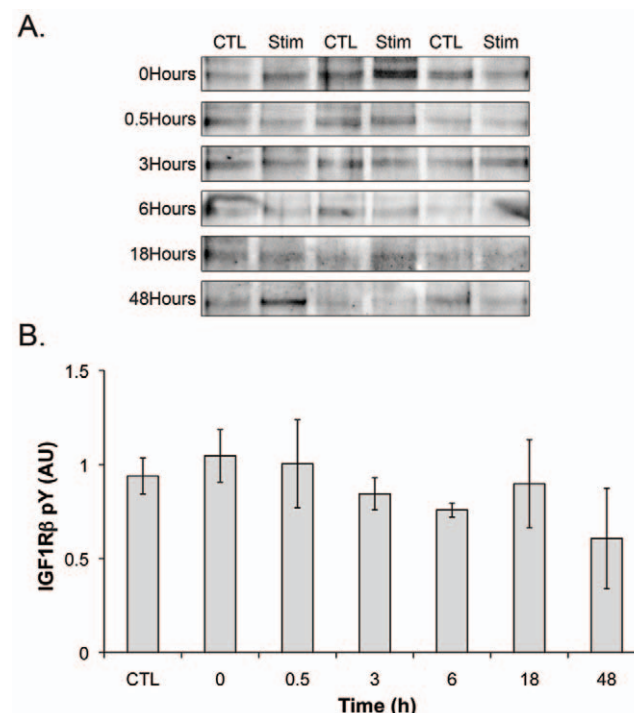 A.
CTL Stim CTL Stim CTL Stim
0Hours
0.5Hours
3Hours
6Hours
18Hours
48Hours
B.
IGF1Rβ pY (AU)
1.5
1
0.5
0
CTL 0 0.5 3 6 18 48
Time (h)